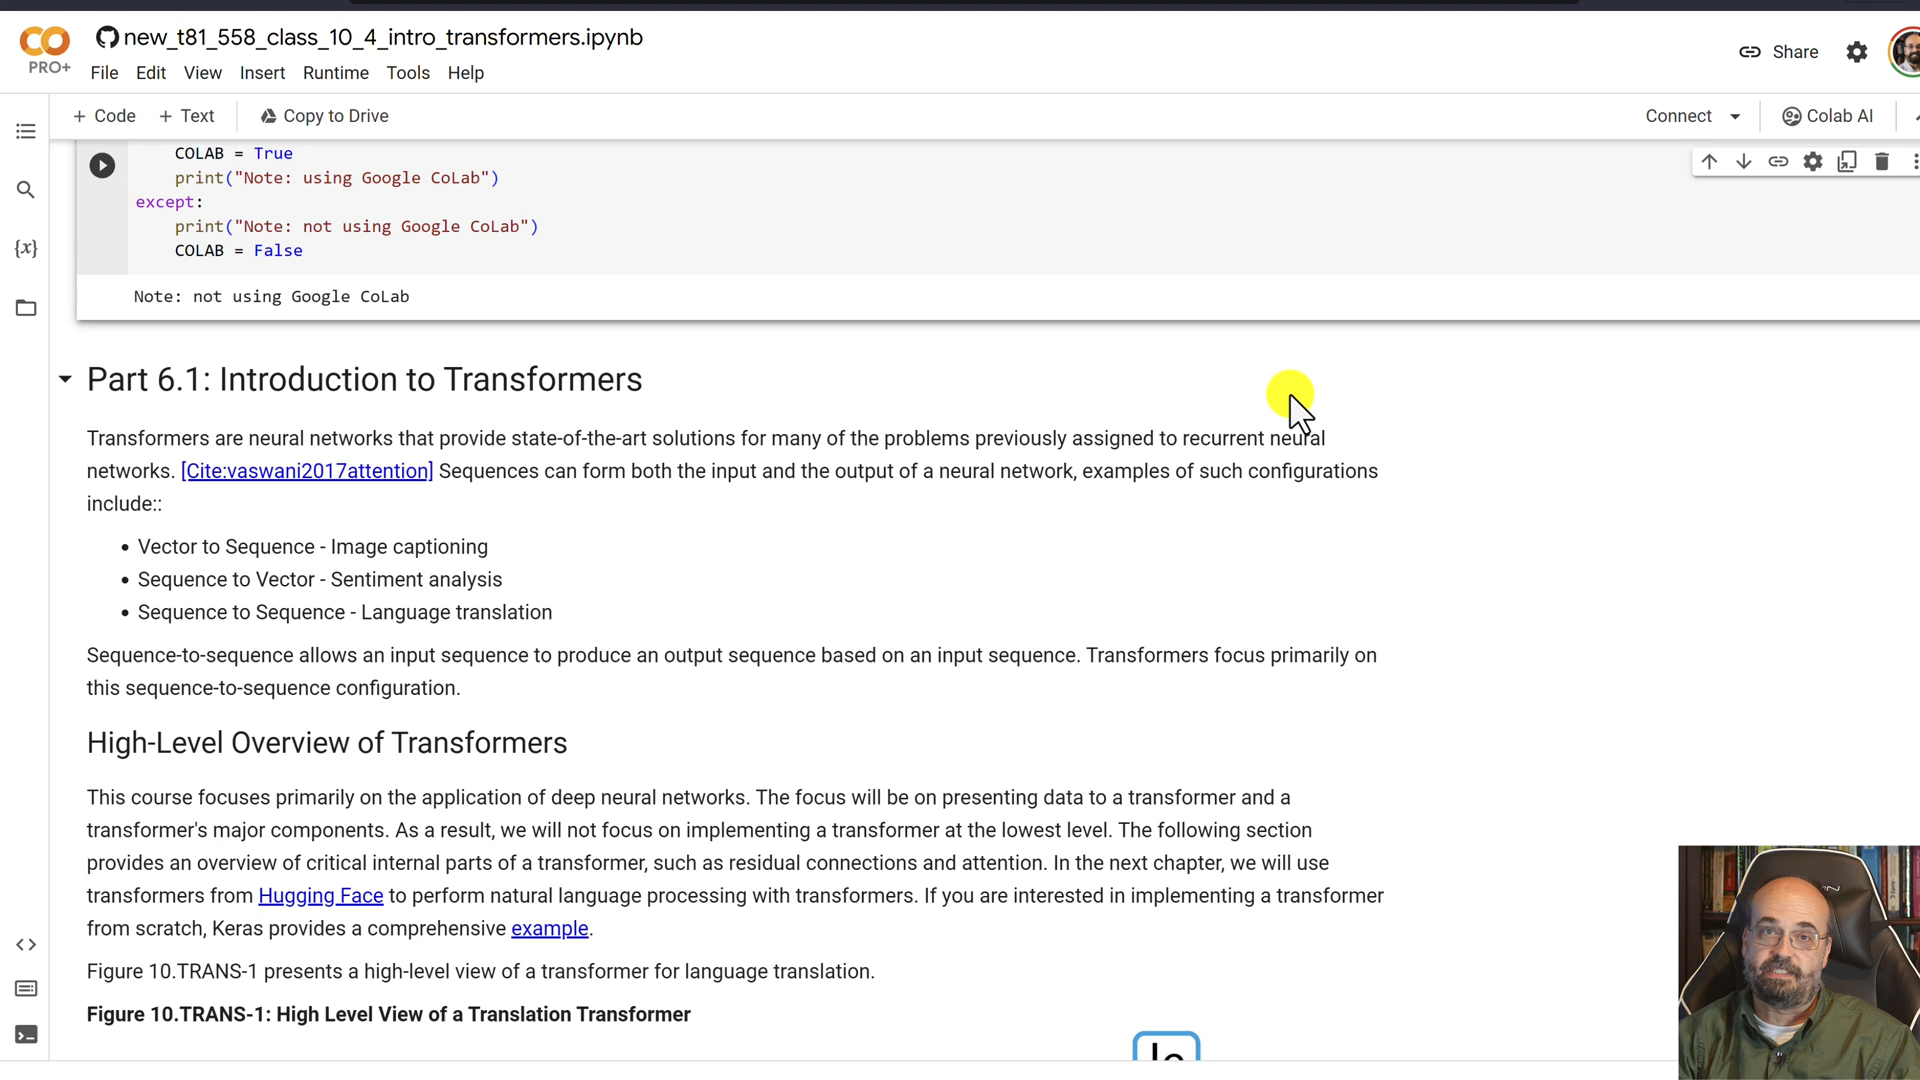 new_t81_558_class_10_4_intro_transformers.ipynb
PRO+
File Edit View Insert Runtime Tools Help
Share
+ Code + Text Copy to Drive
Connect
Colab AI
COLAB = True
print("Note: using Google CoLab")
except:
print("Note: not using Google CoLab")
COLAB = False
{x}
Note: not using Google CoLab
Part 6.1: Introduction to Transformers
Transformers are neural networks that provide state-of-the-art solutions for many of the problems previously assigned to recurrent neural
networks. [Cite:vaswani2017attention] Sequences can form both the input and the output of a neural network, examples of such configurations
include::
• Vector to Sequence - Image captioning
• Sequence to Vector - Sentiment analysis
• Sequence to Sequence - Language translation
Sequence-to-sequence allows an input sequence to produce an output sequence based on an input sequence. Transformers focus primarily on
this sequence-to-sequence configuration.
High-Level Overview of Transformers
This course focuses primarily on the application of deep neural networks. The focus will be on presenting data to a transformer and a
transformer's major components. As a result, we will not focus on implementing a transformer at the lowest level. The following section
provides an overview of critical internal parts of a transformer, such as residual connections and attention. In the next chapter, we will use
transformers from Hugging Face to perform natural language processing with transformers. If you are interested in implementing a transformer
from scratch, Keras provides a comprehensive example.
Figure 10.TRANS-1 presents a high-level view of a transformer for language translation.
Figure 10.TRANS-1: High Level View of a Translation Transformer